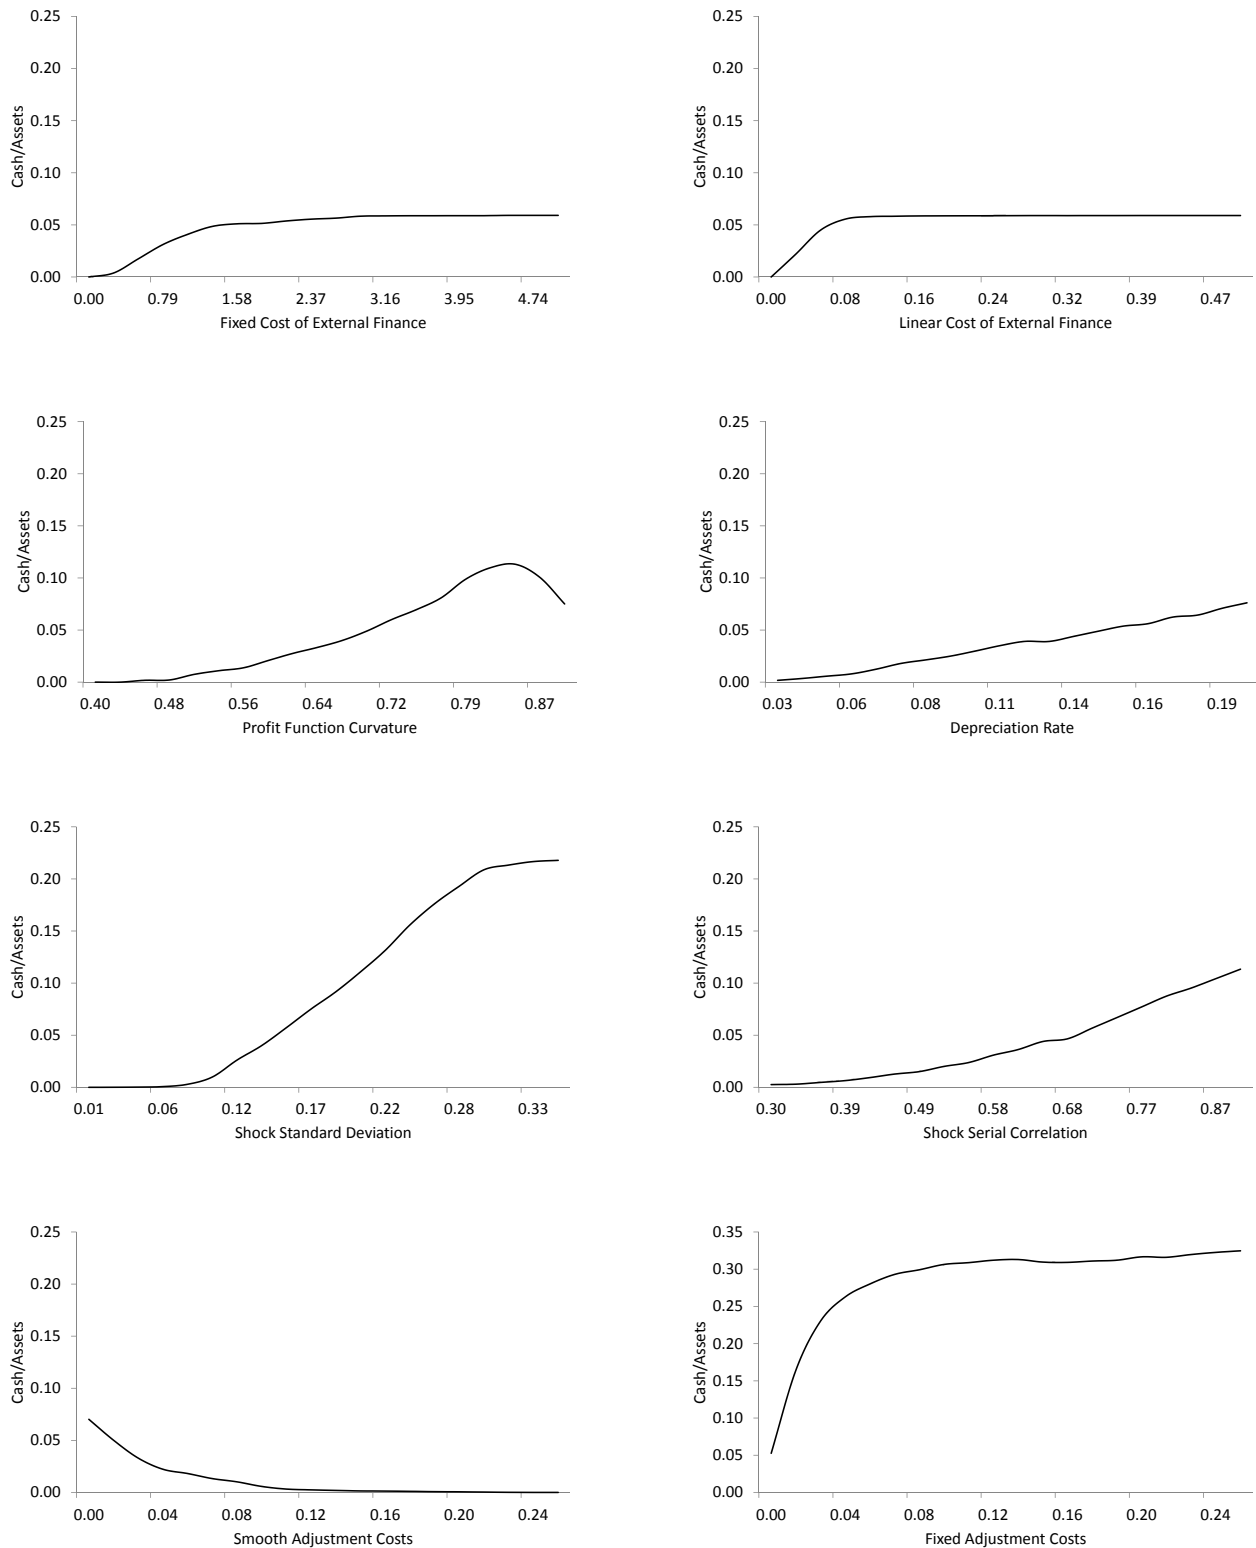 0.25
0.20
0.15
0.10
0.05
0.00
Cash/Assets
0.00 0.79 1.58 2.37 3.16 3.95 4.74
Fixed Cost of External Finance
0.25
0.20
0.15
0.10
0.05
0.00
Cash/Assets
0.00 0.08 0.16 0.24 0.32 0.39 0.47
Linear Cost of External Finance
0.25
0.20
0.15
0.10
0.05
0.00
Cash/Assets
0.40 0.48 0.56 0.64 0.72 0.79 0.87
Profit Function Curvature
0.25
0.20
0.15
0.10
0.05
0.00
Cash/Assets
0.03 0.06 0.08 0.11 0.14 0.16 0.19
Depreciation Rate
0.25
0.20
0.15
0.10
0.05
0.00
Cash/Assets
0.01 0.06 0.12 0.17 0.22 0.28 0.33
Shock Standard Deviation
0.25
0.20
0.15
0.10
0.05
0.00
Cash/Assets
0.30 0.39 0.49 0.58 0.68 0.77 0.87
Shock Serial Correlation
0.25
0.20
0.15
0.10
0.05
0.00
Cash/Assets
0.00 0.04 0.08 0.12 0.16 0.20 0.24
Smooth Adjustment Costs
0.35
0.30
0.25
0.20
0.15
0.10
0.05
0.00
Cash/Assets
0.00 0.04 0.08 0.12 0.16 0.20 0.24
Fixed Adjustment Costs